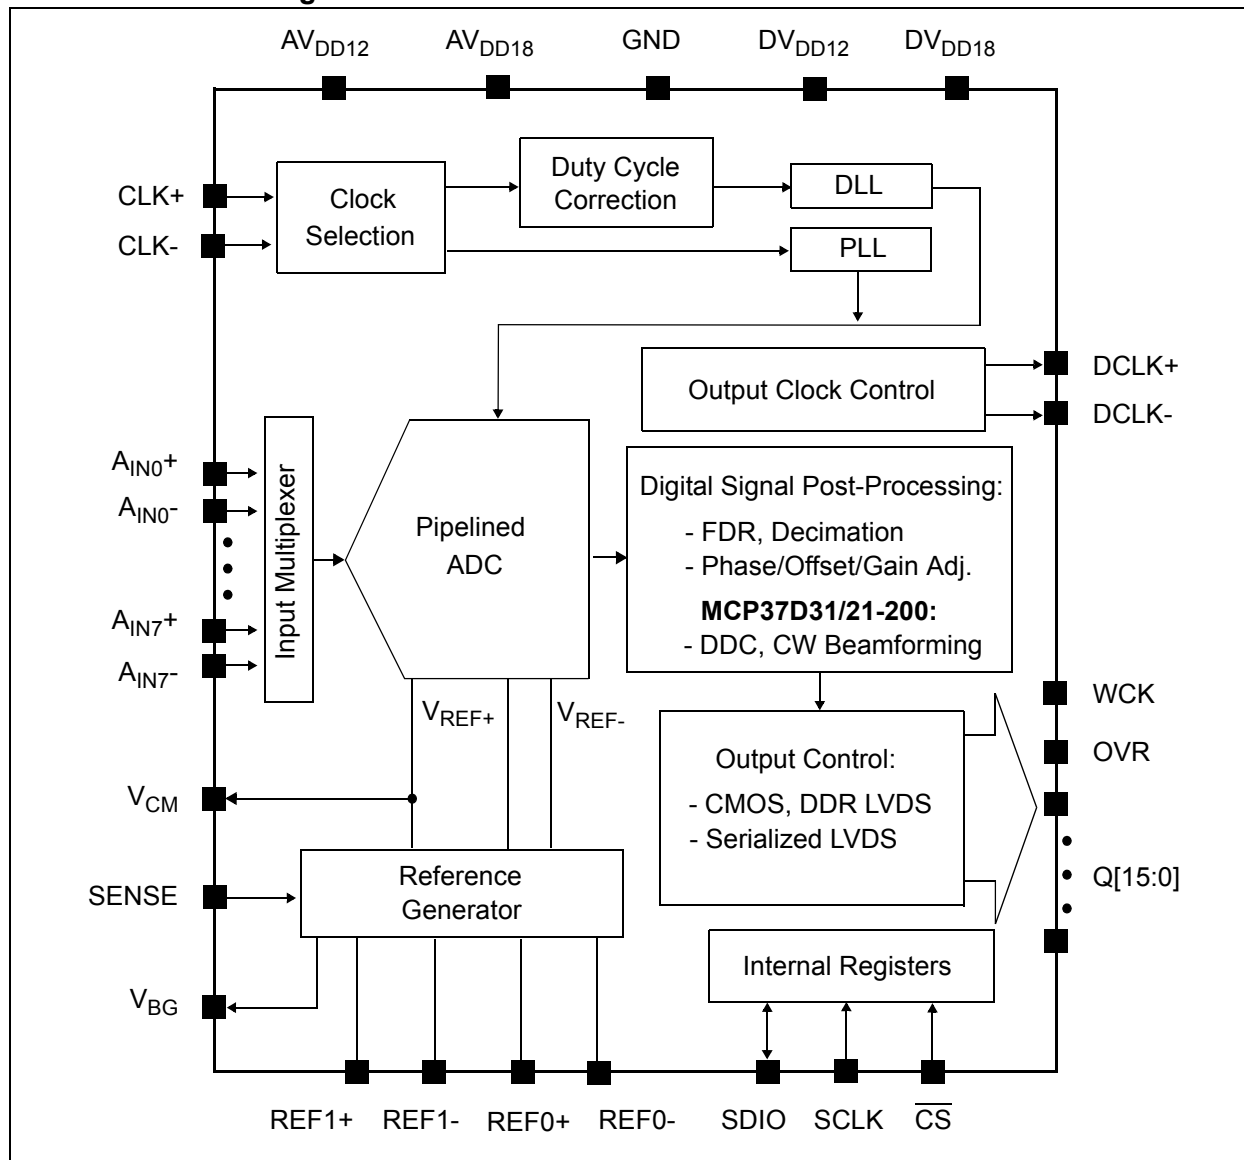 AVDD12
AVDD18
GND
DVDD12
DVDD18
CLK+
CLK-
Clock
Selection
Duty Cycle
Correction
DLL
PLL
Output Clock Control
DCLK+
DCLK-
AIN0+
AIN0-
AIN7+
AIN7-
Input Multiplexer
Pipelined
ADC
Digital Signal Post-Processing:
- FDR, Decimation
- Phase/Offset/Gain Adj.
MCP37D31/21-200:
- DDC, CW Beamforming
VREF+
VREF-
Output Control:
- CMOS, DDR LVDS
- Serialized LVDS
WCK
OVR
Q[15:0]
VCM
SENSE
VBG
Reference
Generator
Internal Registers
REF1+
REF1-
REF0+
REF0-
SDIO
SCLK
CS